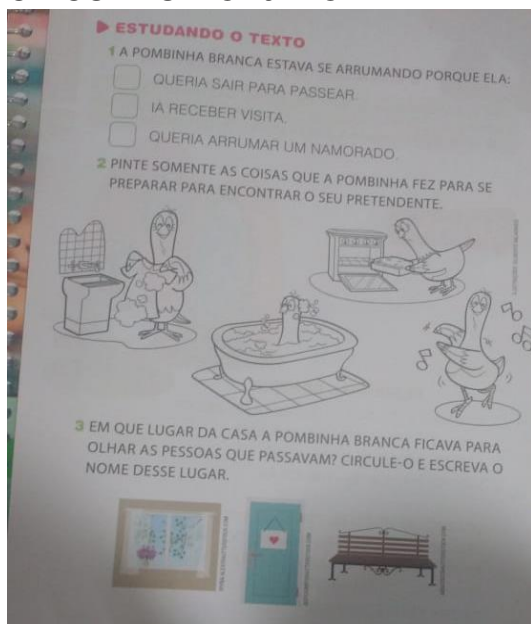 ESTUDANDO O TEXTO
1 A POMBINHA BRANCA ESTAVA SE ARRUMANDO PORQUE ELA:
QUERIA SAIR PARA PASSEAR.
IA RECEBER VISITA.
QUERIA ARRUMAR UM NAMORADO.
2 PINTE SOMENTE AS COISAS QUE A POMBINHA FEZ PARA SE
PREPARAR PARA ENCONTRAR O SEU PRETENDENTE.
3 EM QUE LUGAR DA CASA A POMBINHA BRANCA FICAVA PARA
OLHAR AS PESSOAS QUE PASSAVAM? CIRCULE-O E ESCREVA O
NOME DESSE LUGAR.